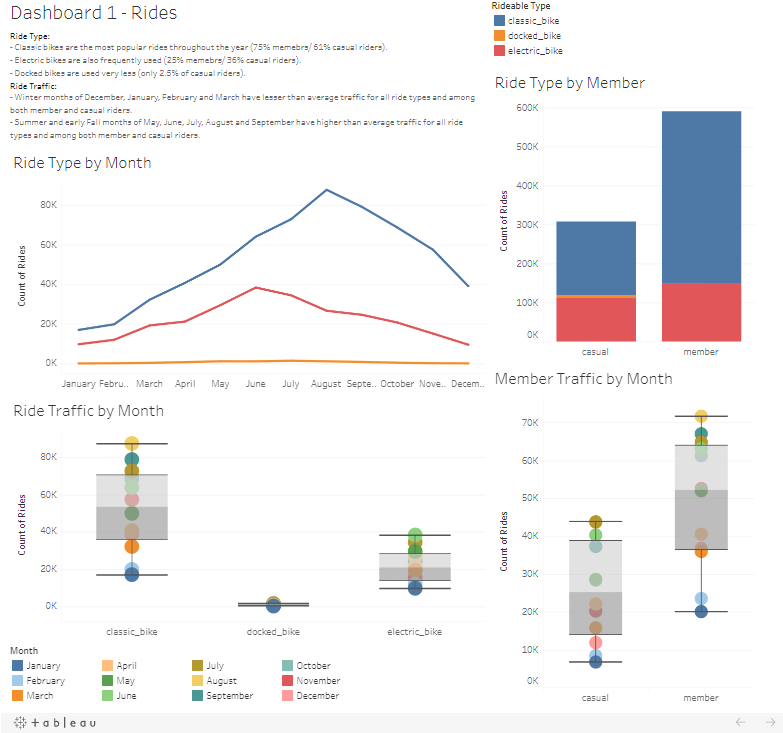 Dashboard 1 - Rides
Ride Type:
- Classic bikes are the most popular rides throughout the year (75% memebrs/ 61% casual riders).
- Electric bikes are also frequently used (25% memebrs/ 36% casual riders).
- Docked bikes are used very less (only 2.5% of casual riders).
Ride Traffic:
- Winter months of December, January, February and March have lesser than average traffic for all ride types and among
both member and casual riders.
- Summer and early Fall months of May, June, July, August and September have higher than average traffic for all ride
types and among both member and casual riders.
Rideable Type
classic_bike
docked_bike
electric_bike
Ride Type by Member
600K
500K
400K
300K
200K
100K
0K
Count of Rides
casual
member
Ride Type by Month
80K
60K
40K
20K
0K
Count of Rides
January
Febru..
March
April
May
June
July
August
Septe..
October
Nove..
Decem..
Ride Traffic by Month
80K
60K
40K
20K
0K
Count of Rides
classic_bike
docked_bike
electric_bike
Member Traffic by Month
70K
60K
50K
40K
30K
20K
10K
0K
Count of Rides
casual
member
Month
January
April
July
October
February
May
August
November
March
June
September
December
+ a b l e a u